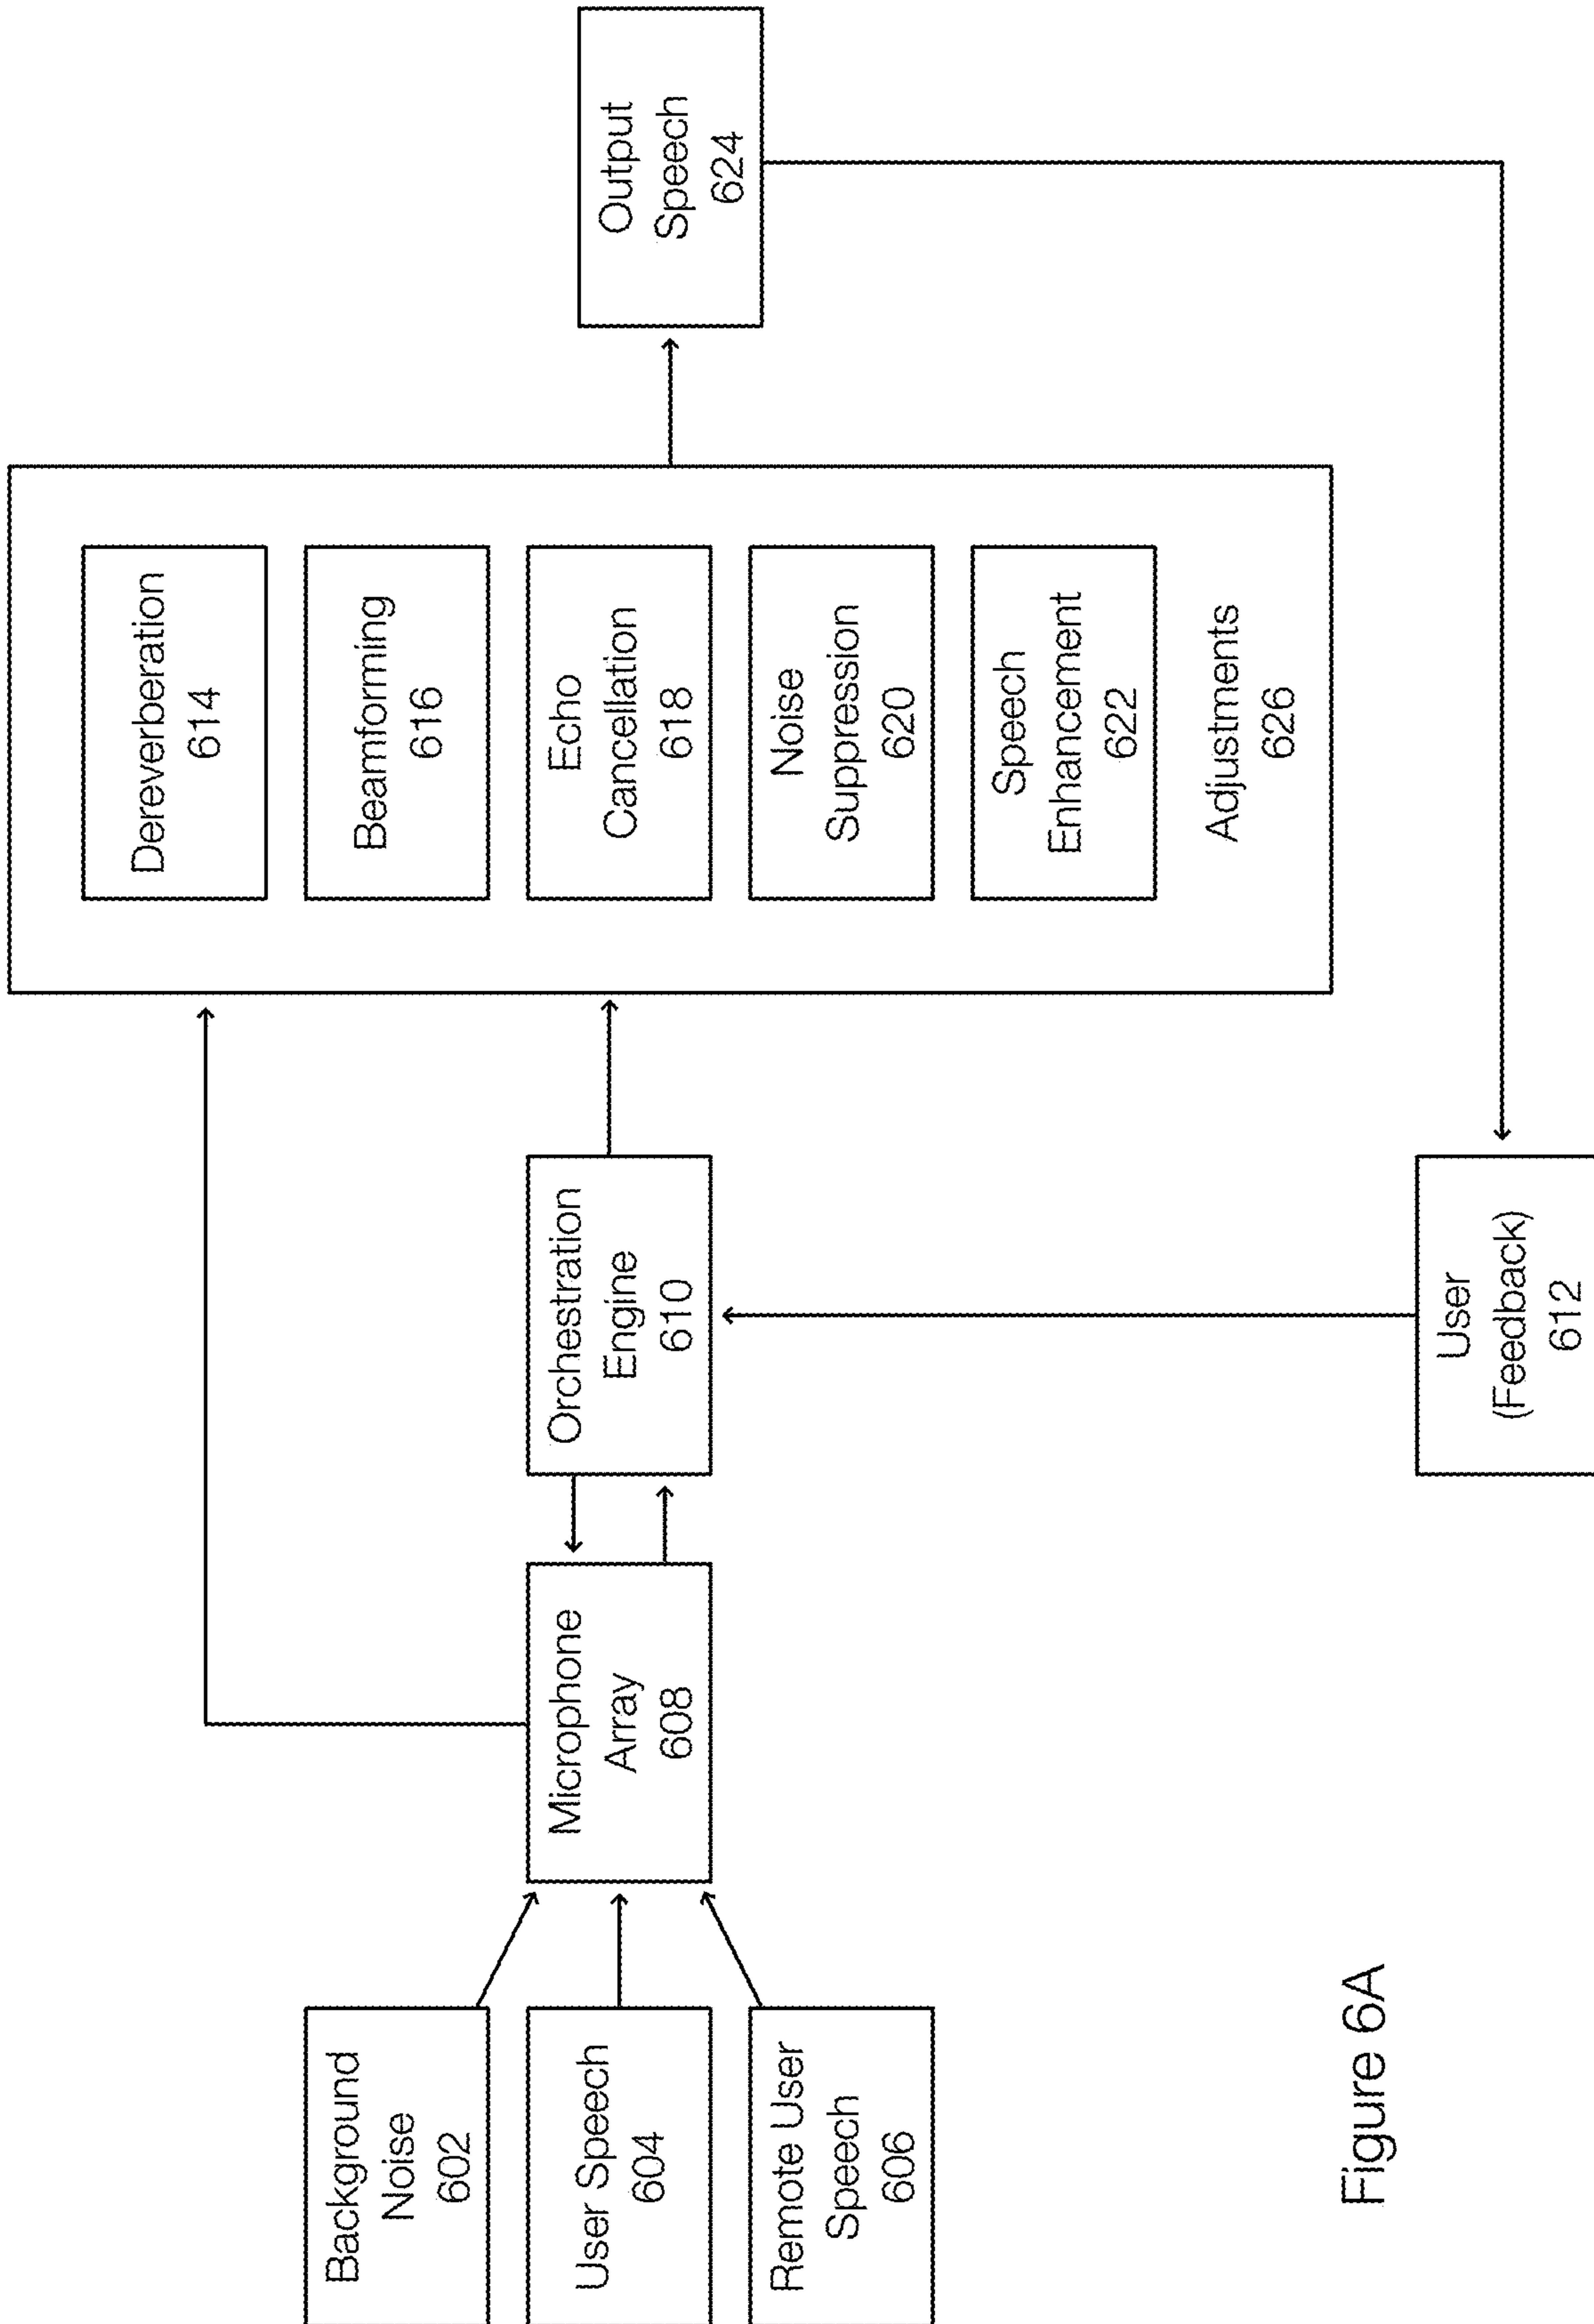 Background
Noise
602
User Speech
604
Remote User
Speech
606
Microphone
Array
608
Orchestration
Engine
610
User
(Feedback)
612
Dereverberation
614
Beamforming
616
Echo
Cancellation
618
Noise
Suppression
620
Speech
Enhancement
622
Adjustments
626
Output
Speech
624
Figure 6A